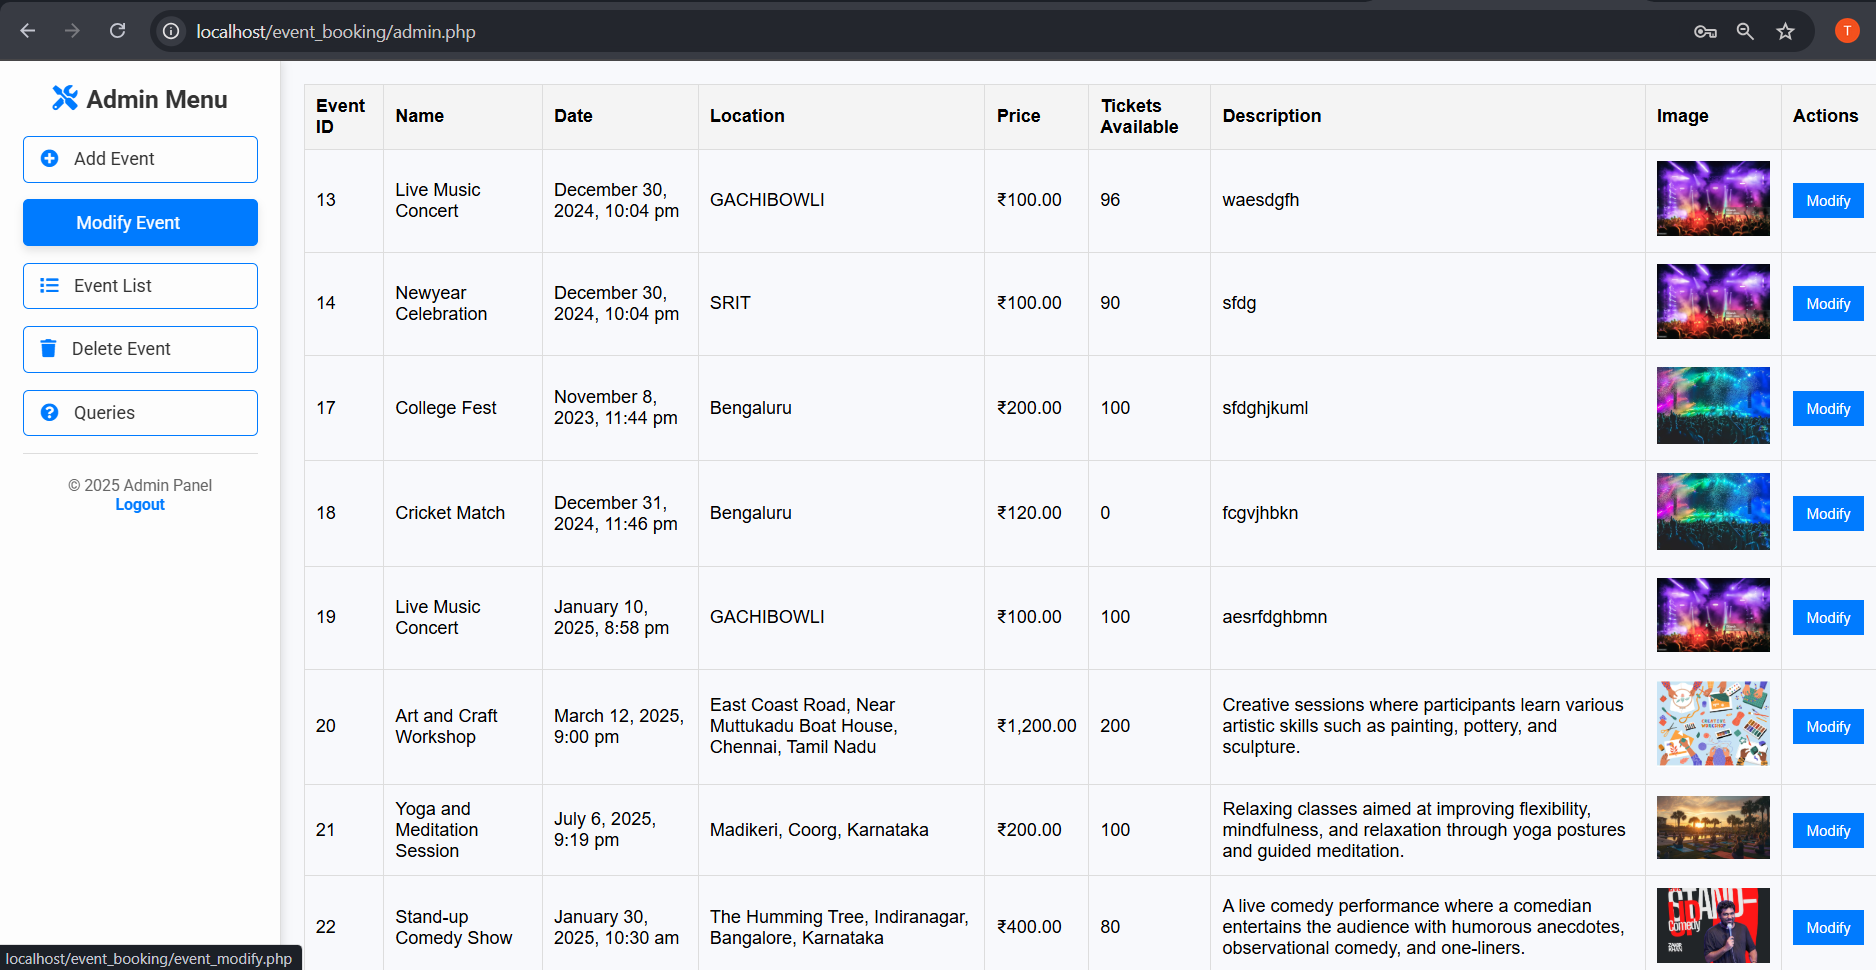 localhost/event_booking/admin.php
T
Admin Menu
Add Event
Modify Event
Event List
Delete Event
Queries
© 2025 Admin Panel
Logout
Event
ID
Name
Date
Location
Price
Tickets
Available
Description
Image
Actions
13
Live Music
Concert
December 30,
2024, 10:04 pm
GACHIBOWLI
₹100.00
96
waesdgfh
Modify
14
Newyear
Celebration
December 30,
2024, 10:04 pm
SRIT
₹100.00
90
sfdg
Modify
17
College Fest
November 8,
2023, 11:44 pm
Bengaluru
₹200.00
100
sfdghjkuml
Modify
18
Cricket Match
December 31,
2024, 11:46 pm
Bengaluru
₹120.00
0
fcgvjhbkn
Modify
19
Live Music
Concert
January 10,
2025, 8:58 pm
GACHIBOWLI
₹100.00
100
aesrfdghbmn
Modify
20
Art and Craft
Workshop
March 12, 2025,
9:00 pm
East Coast Road, Near
Muttukadu Boat House,
Chennai, Tamil Nadu
₹1,200.00
200
Creative sessions where participants learn various
artistic skills such as painting, pottery, and
sculpture.
CREATIVE
WORKSHOP
Modify
21
Yoga and
Meditation
Session
July 6, 2025,
9:19 pm
Madikeri, Coorg, Karnataka
₹200.00
100
Relaxing classes aimed at improving flexibility,
mindfulness, and relaxation through yoga postures
and guided meditation.
Modify
22
Stand-up
Comedy Show
January 30,
2025, 10:30 am
The Humming Tree, Indiranagar,
Bangalore, Karnataka
₹400.00
80
A live comedy performance where a comedian
entertains the audience with humorous anecdotes,
observational comedy, and one-liners.
STAND-
UP
Comedy
ZAKIR
KHAN
Modify
localhost/event_booking/event_modify.php